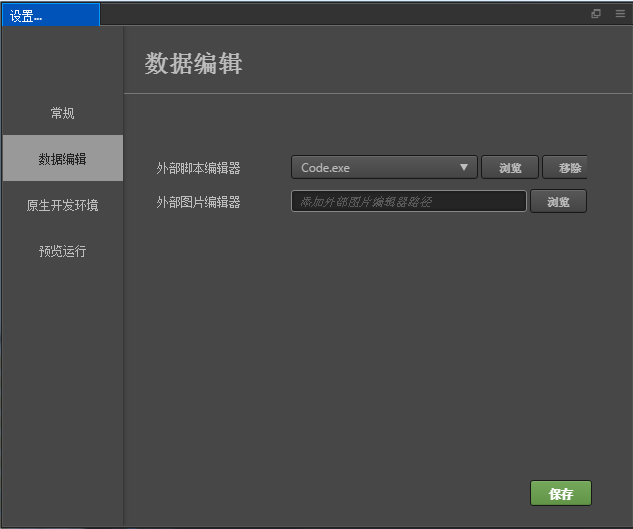 设置...
数据编辑
常规
数据编辑
原生开发环境
预览运行
外部脚本编辑器 Code.exe 浏览 移除
外部图片编辑器 添加外部图片编辑器路径 浏览
保存